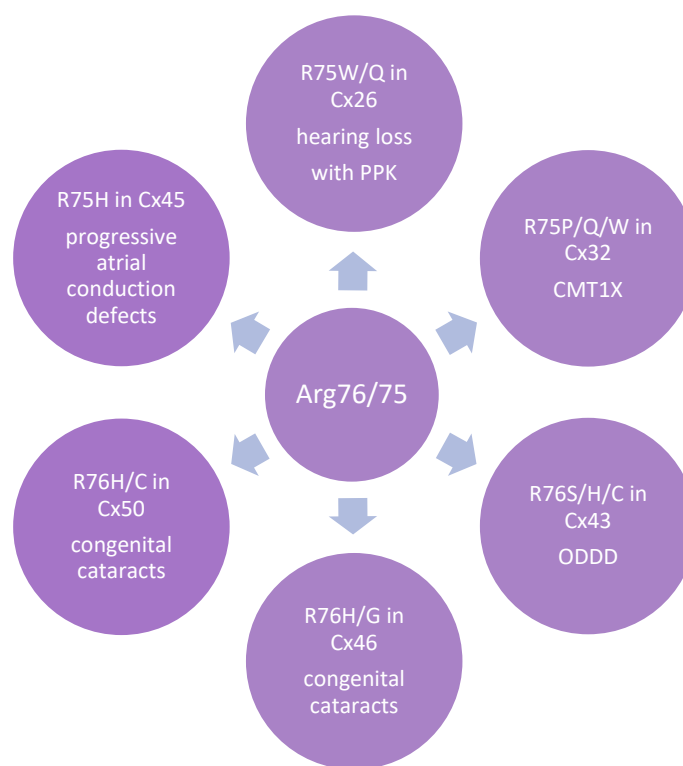 R75W/Q in
Cx26
hearing loss
with PPK
R75P/Q/W in
Cx32
CMT1X
R76S/H/C in
Cx43
ODDD
R76H/G in
Cx46
congenital
cataracts
R76H/C in
Cx50
congenital
cataracts
R75H in Cx45
progressive
atrial
conduction
defects
Arg76/75